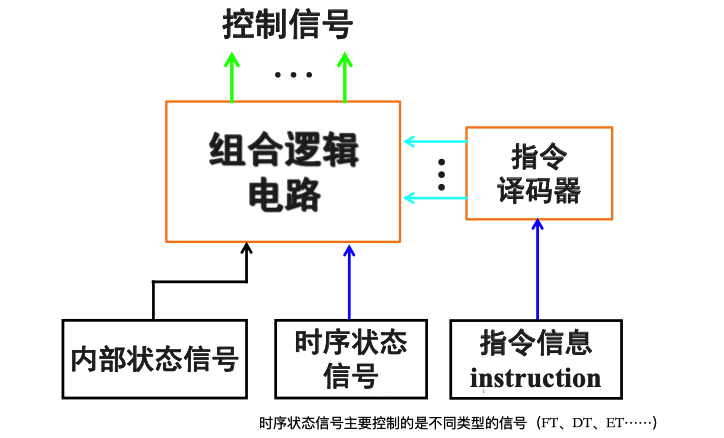 控制信号
···
组合逻辑
电路
指令
译码器
内部状态信号
时序状态
信号
指令信息
instruction
时序状态信号主要控制的是不同类型的信号（FT、DT、ET……）